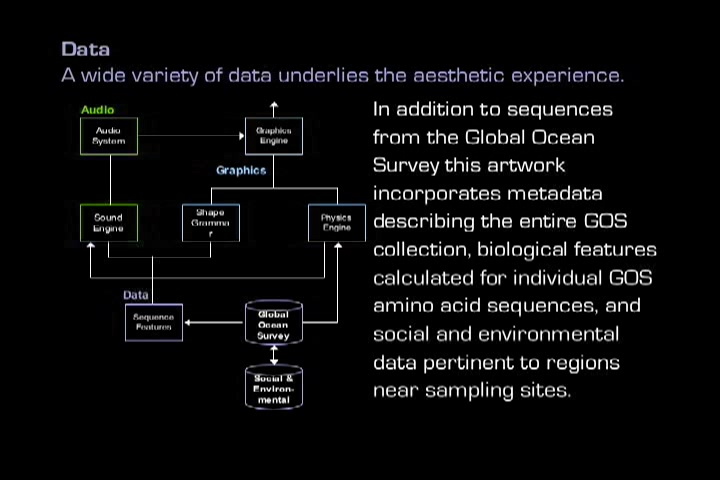 Data
A wide variety of data underlies the aesthetic experience.
Audio
Audio
System
Graphics
Engine
Graphics
Sound
Engine
Shape
Gramma
r
Physics
Engine
Data
Sequence
Features
Global
Ocean
Survey
Social &
Environ-
mental
In addition to sequences
from the Global Ocean
Survey this artwork
incorporates metadata
describing the entire GOS
collection, biological features
calculated for individual GOS
amino acid sequences, and
social and environmental
data pertinent to regions
near sampling sites.